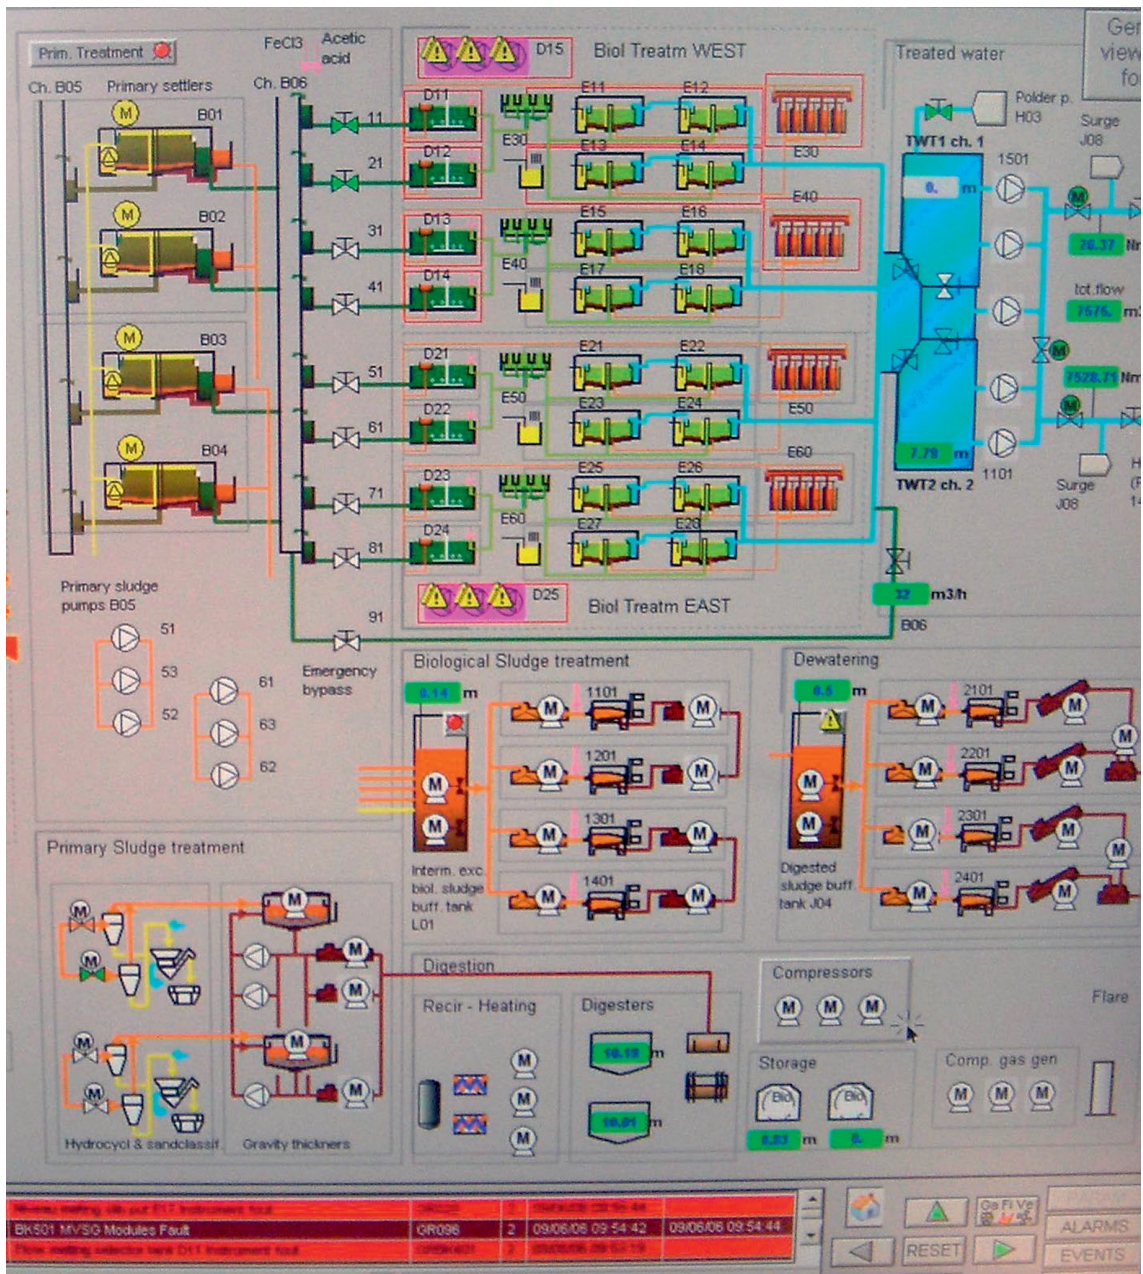 Prim. Treatment
FeCl3
Acetic
acid
Ch. B05
Primary settlers
Ch. B06
B01
B02
B03
B04
11
21
31
41
51
61
71
81
91
Primary sludge
pumps B05
51
53
52
61
63
62
Emergency
bypass
D15
Biol Treatm WEST
D11
D12
D13
D14
D21
D22
D23
D24
E30
E40
E50
E60
E11
E12
E13
E14
E15
E16
E17
E18
E21
E22
E23
E24
E25
E26
E27
E28
E30
E40
E50
E60
D25
Biol Treatm EAST
Treated water
Polder p.
H03
TWT1 ch. 1
0. m
1501
Surge
J08
26.37
tot.flow
7576.
7528.71
7.79 m
TWT2 ch. 2
1101
Surge
J08
32 m3/h
B06
Biological Sludge treatment
m
1101
1201
1301
1401
Interm. exc.
biol. sludge
buff. tank
L01
Dewatering
m
2101
2201
2301
2401
Digested
sludge buff.
tank J04
Primary Sludge treatment
Hydrocycl & sandclassif.
Gravity thickners
Digestion
Recir - Heating
Digesters
m
m
Compressors
Storage
Bio
Bio
m
0. m
Comp. gas gen
Flare
BK501 MVSG Modules Fault GR096 2 09/06/06 09 54 42 09/06/06 09:54:44
Ga Fi Ve
RESET
ALARMS
EVENTS